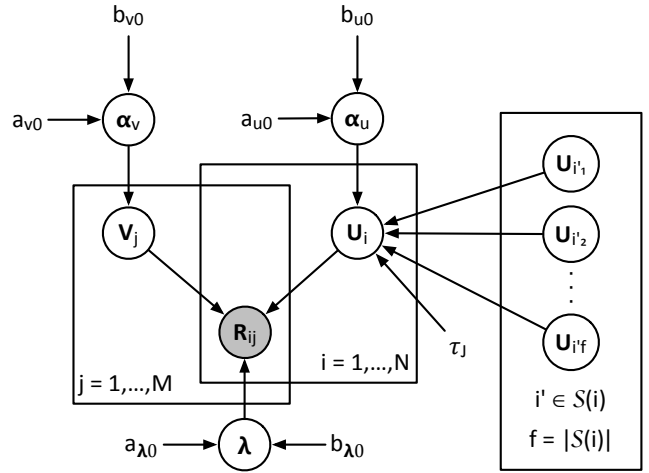 b_v0
b_u0
a_v0
α_v
a_u0
α_u
U_i'₁
V_j
U_i
U_i'₂
⋮
R_ij
τ_J
U_i'f
i = 1,...,N
j = 1,...,M
i' ∈ S(i)
f = |S(i)|
a_λ0
λ
b_λ0